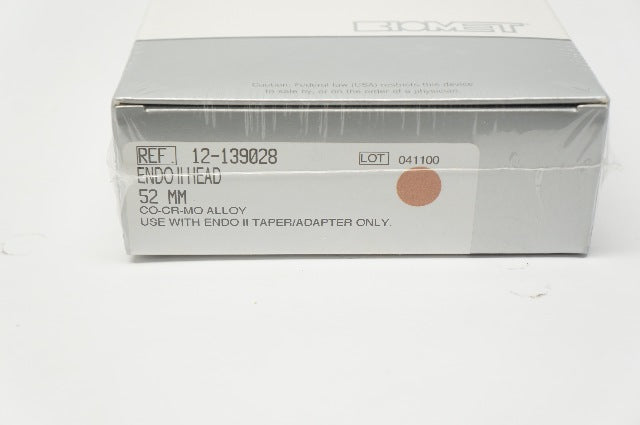 BIOMET
Caution: Federal law (USA) restricts this device
to sale by, or on the order of a physician.
REF 12-139028
LOT 041100
ENDO II HEAD
52 MM
CO-CR-MO ALLOY
USE WITH ENDO II TAPER/ADAPTER ONLY.